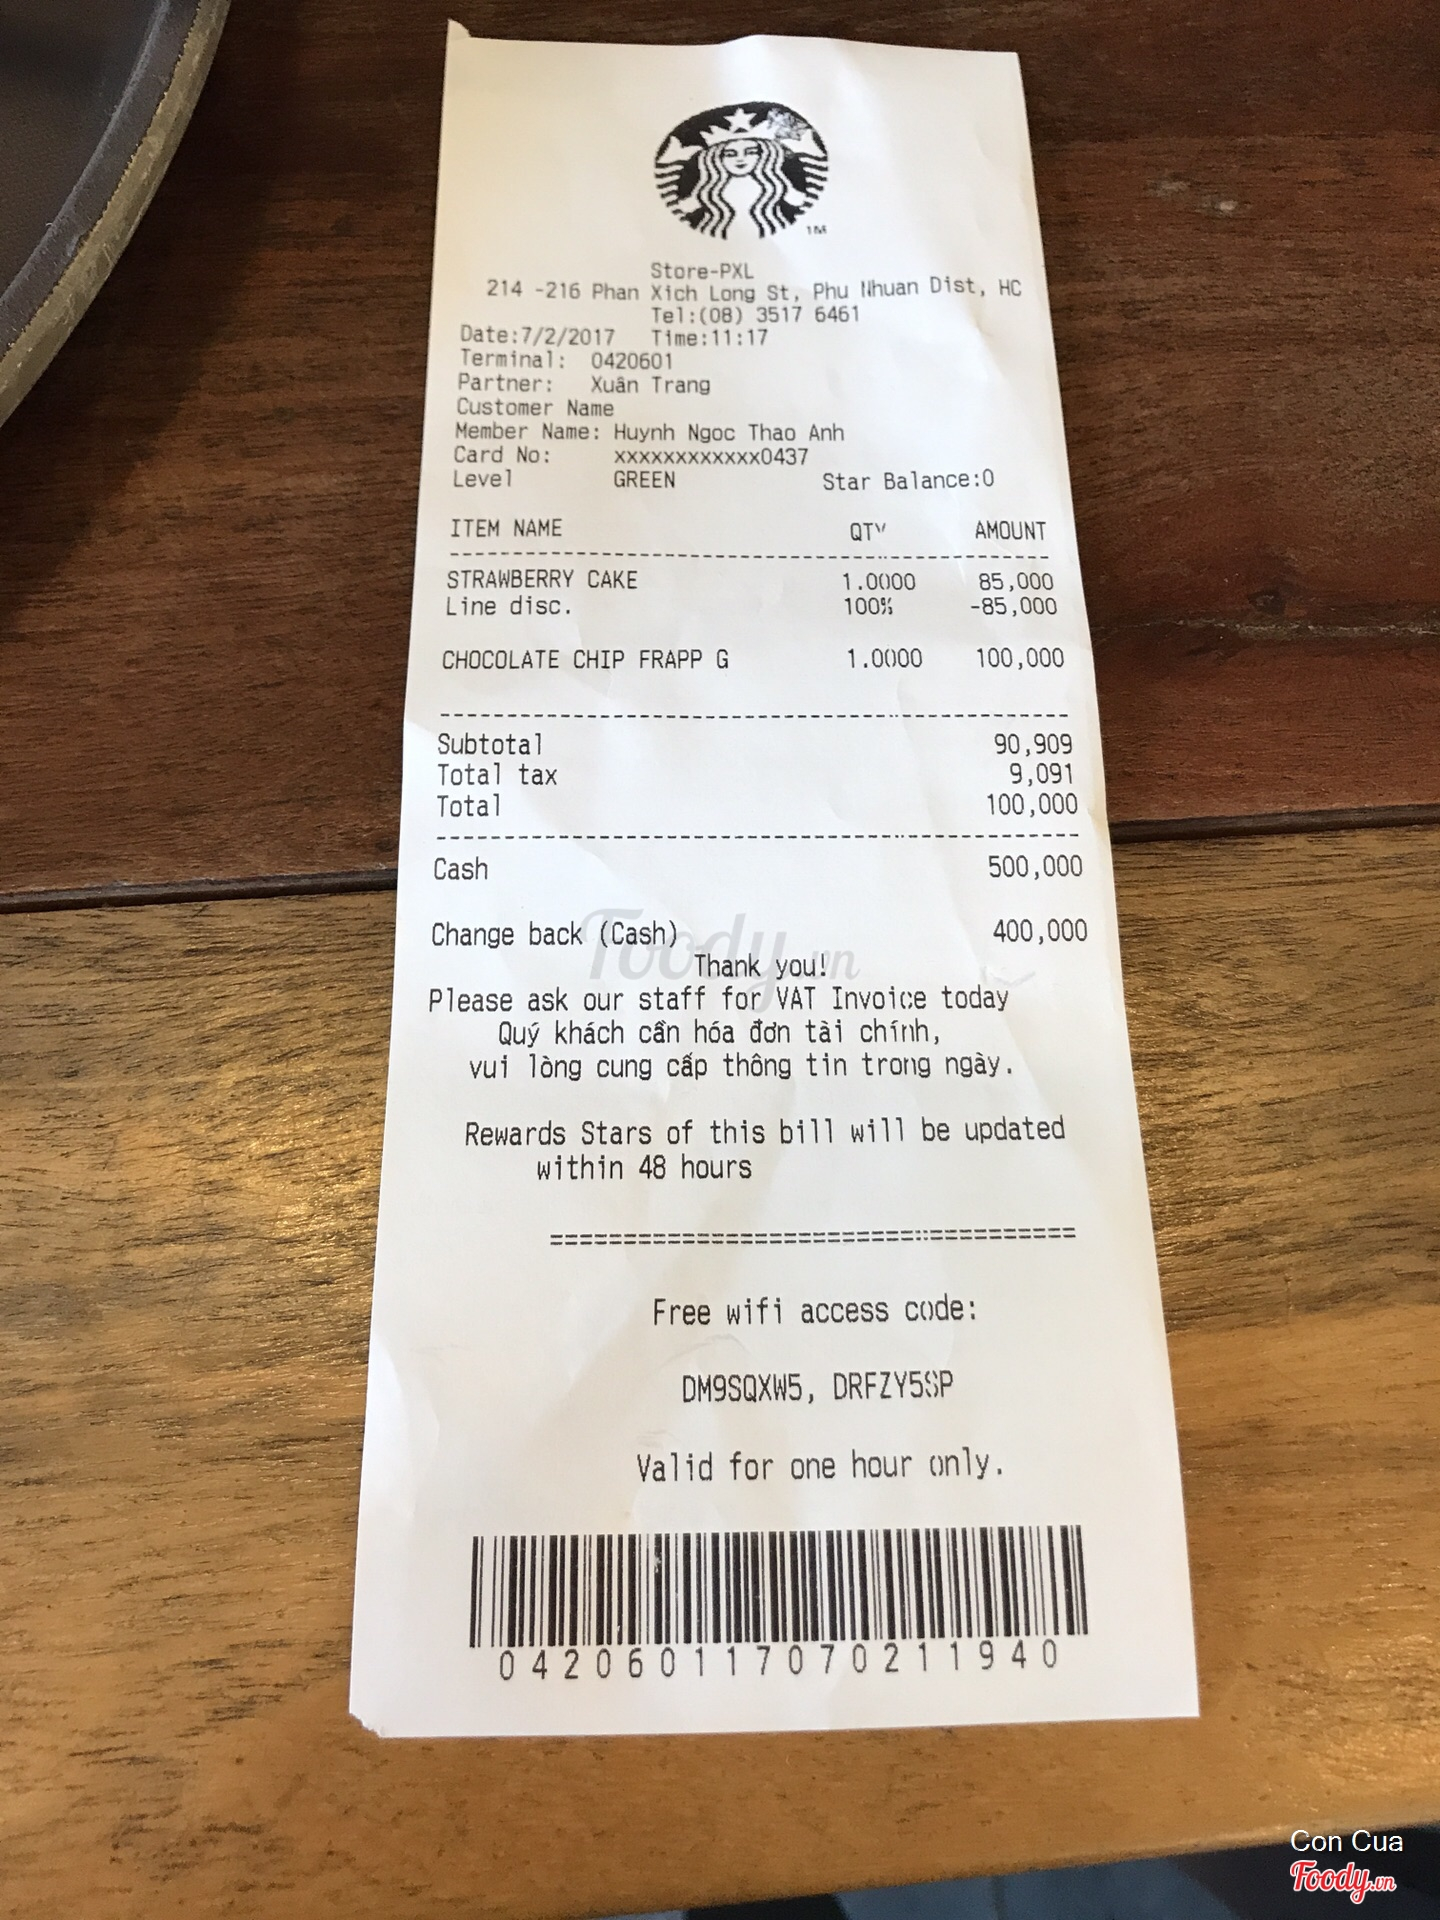 Store-PXL
214 -216 Phan Xich Long St, Phu Nhuan Dist, HC
Tel:(08) 3517 6461
Date:7/2/2017 Time:11:17
Terminal: 0420601
Partner: Xuân Trang
Customer Name
Member Name: Huynh Ngoc Thao Anh
Card No: xxxxxxxxxxxx0437
Level GREEN Star Balance:0
ITEM NAME QTY AMOUNT
STRAWBERRY CAKE 1.0000 85,000
Line disc. 100% -85,000
CHOCOLATE CHIP FRAPP G 1.0000 100,000
Subtotal 90,909
Total tax 9,091
Total 100,000
Cash 500,000
Change back (Cash) 400,000
Foody.vn
Thank you!
Please ask our staff for VAT Invoice today
Quý khách cần hóa đơn tài chính,
vui lòng cung cấp thông tin trong ngày.
Rewards Stars of this bill will be updated
within 48 hours
Free wifi access code:
DM9SQXW5, DRFZY5SP
Valid for one hour only.
042060117070211940
Con Cua
Foody.vn